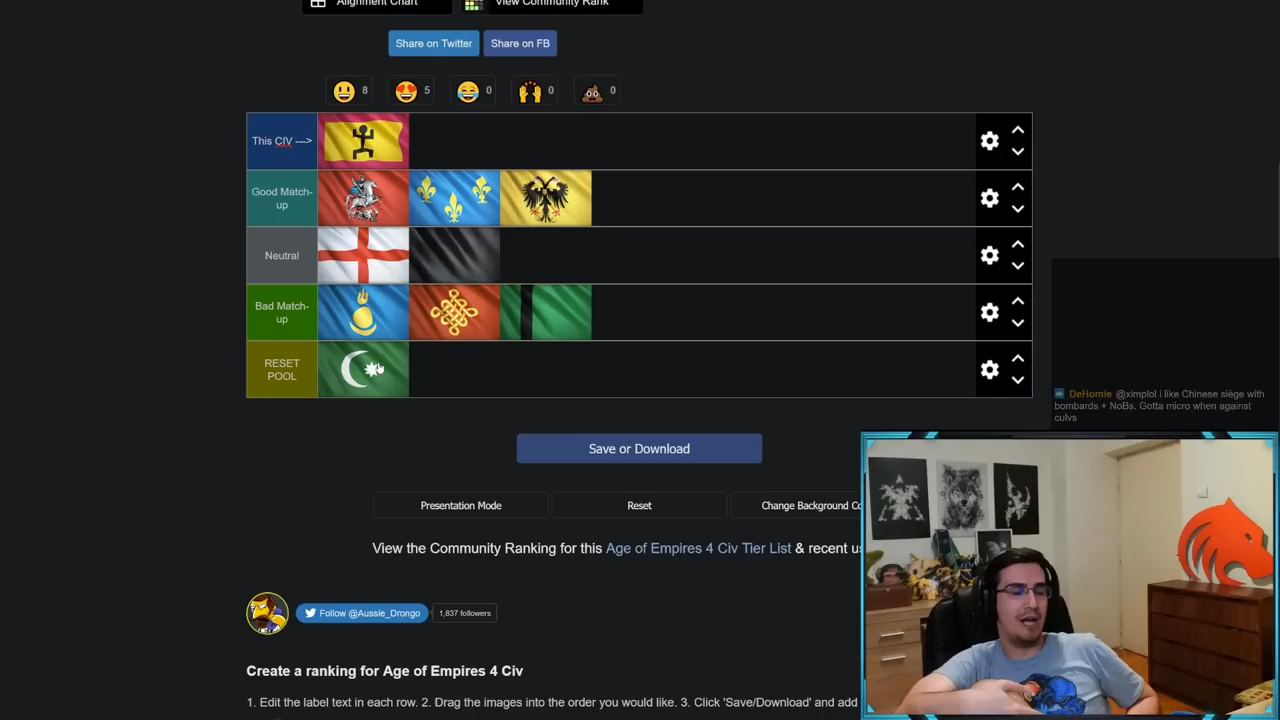 Alignment Chart
View Community Rank
Share on Twitter
Share on FB
8
5
0
0
0
This CIV --->
Good Match-
up
Neutral
Bad Match-
up
RESET
POOL
DeHomie @ximplol i like Chinese siège with
bombards + NoBs. Gotta micro when against
culvs
Save or Download
Presentation Mode
Reset
Change Background Co
View the Community Ranking for this Age of Empires 4 Civ Tier List & recent us
Follow @Aussie_Drongo
1,837 followers
Create a ranking for Age of Empires 4 Civ
1. Edit the label text in each row. 2. Drag the images into the order you would like. 3. Click 'Save/Download' and add